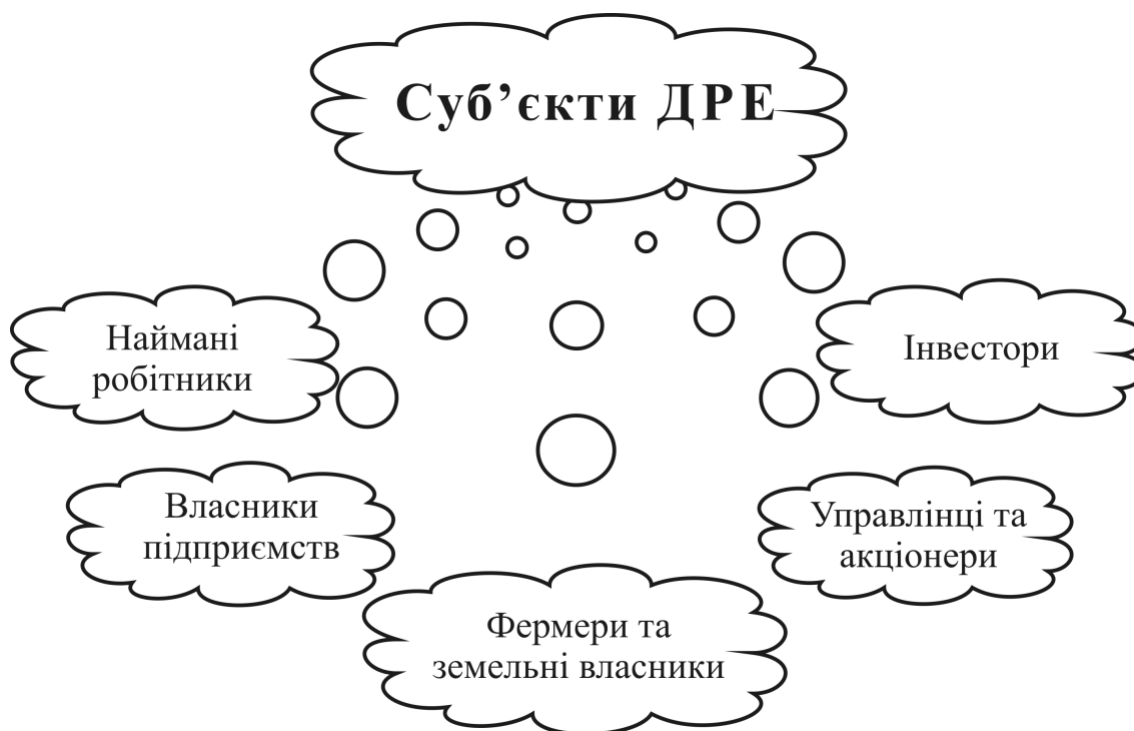 Суб’єкти ДРЕ
Наймані
робітники
Інвестори
Власники
підприємств
Управлінці та
акціонери
Фермери та
земельні власники